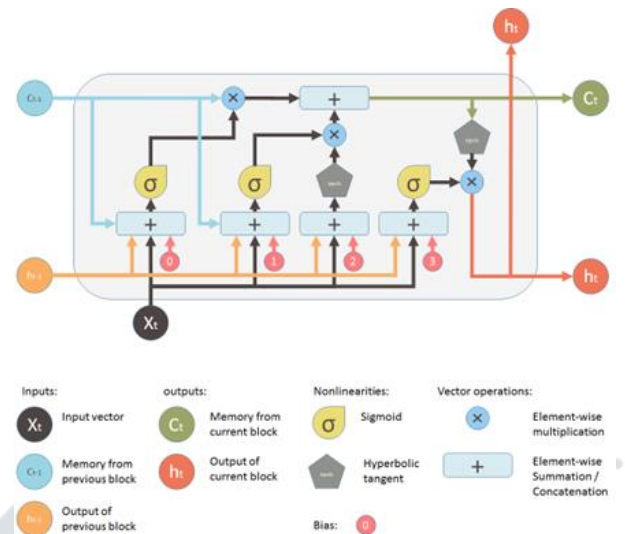 ht
Ct-1
×
+
Ct
tanh
×
σ
σ
tanh
σ
×
+
+
+
+
0
1
2
3
ht-1
ht
Xt
Inputs:
outputs:
Nonlinearities:
Vector operations:
Xt
Input vector
Ct
Memory from
current block
σ
Sigmoid
×
Element-wise
multiplication
Ct-1
Memory from
previous block
ht
Output of
current block
tanh
Hyperbolic
tangent
+
Element-wise
Summation /
Concatenation
ht-1
Output of
previous block
Bias:
0